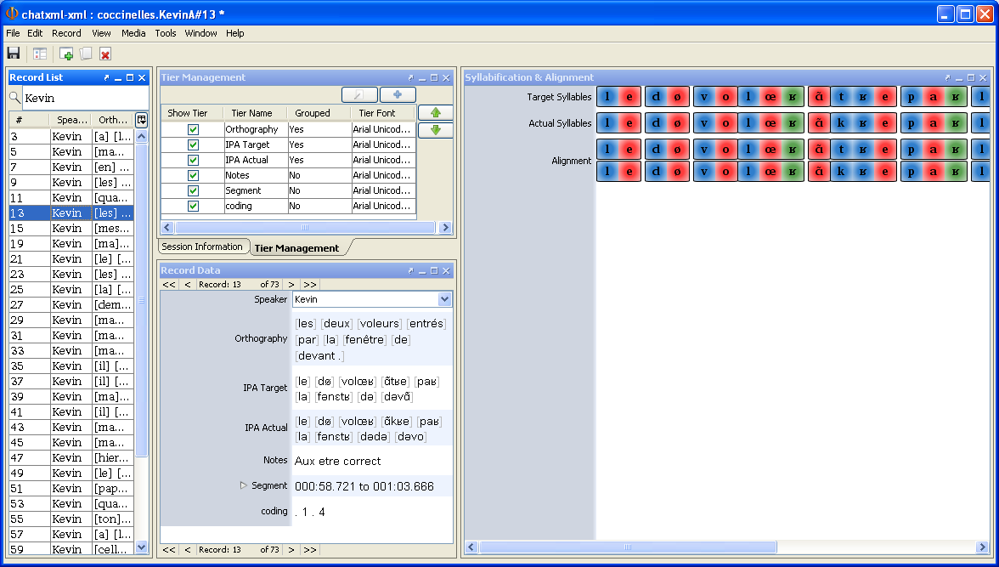 chatxml-xml : coccinelles.KevinA#13 *
File Edit Record View Media Tools Window Help
Record List
Kevin
# Spea... Orth...
3 Kevin [a] [l...
5 Kevin [ma...
7 Kevin [en] ...
9 Kevin [les] ...
11 Kevin [qua...
13 Kevin [les] ...
15 Kevin [mes...
19 Kevin [ma]...
21 Kevin [le] [...
23 Kevin [les] ...
25 Kevin [la] [...
27 Kevin [dem...
29 Kevin [ma...
31 Kevin [ma...
33 Kevin [ma...
35 Kevin [il] [...
37 Kevin [il] [...
39 Kevin [ma]...
41 Kevin [il] [...
43 Kevin [ma...
45 Kevin [ma...
47 Kevin [hier...
49 Kevin [le] [...
51 Kevin [pap...
53 Kevin [qua...
55 Kevin [ton]...
57 Kevin [a] [l...
59 Kevin [cell...
Tier Management
Show Tier Tier Name Grouped Tier Font
Orthography Yes Arial Unicod...
IPA Target Yes Arial Unicod...
IPA Actual Yes Arial Unicod...
Notes No Arial Unicod...
Segment No Arial Unicod...
coding No Arial Unicod...
Session Information Tier Management
Record Data
<< < Record: 13 of 73 > >>
Speaker Kevin
Orthography [les] [deux] [voleurs] [entrés]
[par] [la] [fenêtre] [de]
[devant .]
IPA Target [le] [dø] [volœʁ] [ɑ̃tʁe] [paʁ]
[la] [fənɛtʁ] [də] [dəvɑ̃]
IPA Actual [le] [dø] [volœʁ] [ɑ̃kʁe] [paʁ]
[la] [fənɛtʁ] [dədə] [dəvo]
Notes Aux etre correct
Segment 000:58.721 to 001:03.666
coding . 1 . 4
<< < Record: 13 of 73 > >>
Syllabification & Alignment
Target Syllables l e d ø v o l œ ʁ ɑ̃ t ʁ e p a ʁ l
Actual Syllables l e d ø v o l œ ʁ ɑ̃ k ʁ e p a ʁ l
Alignment l e d ø v o l œ ʁ ɑ̃ t ʁ e p a ʁ l
l e d ø v o l œ ʁ ɑ̃ k ʁ e p a ʁ l